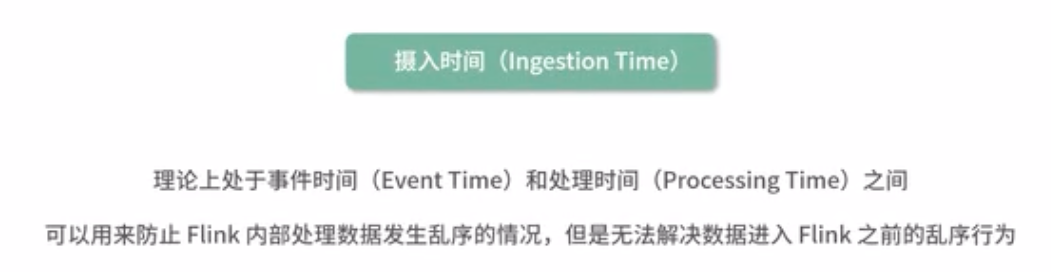 摄入时间（Ingestion Time）
理论上处于事件时间（Event Time）和处理时间（Processing Time）之间
可以用来防止 Flink 内部处理数据发生乱序的情况，但是无法解决数据进入 Flink 之前的乱序行为